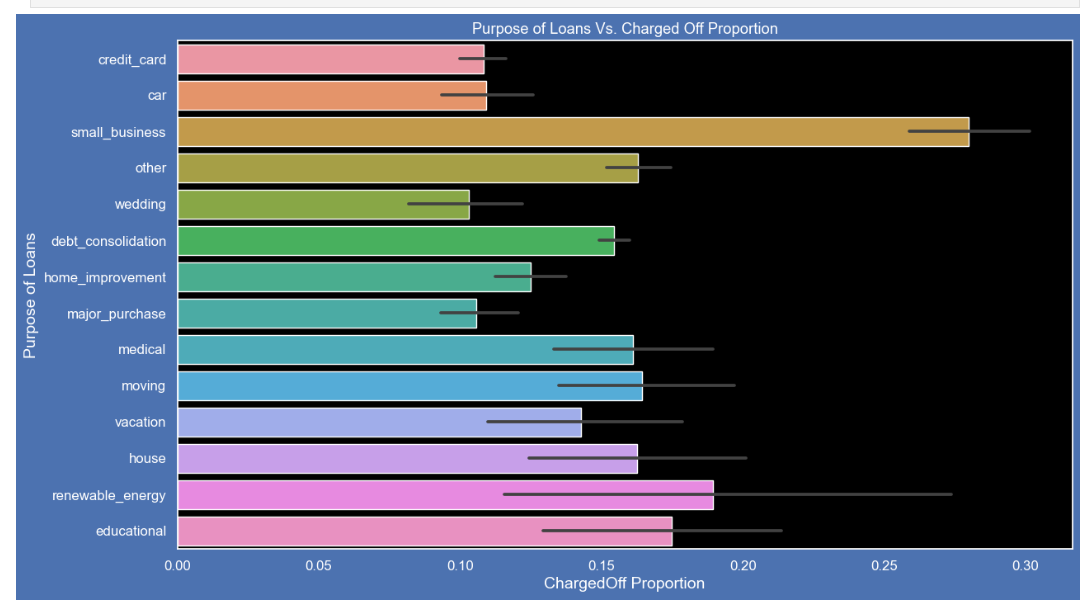 Purpose of Loans Vs. Charged Off Proportion
Purpose of Loans
credit_card
car
small_business
other
wedding
debt_consolidation
home_improvement
major_purchase
medical
moving
vacation
house
renewable_energy
educational
0.00 0.05 0.10 0.15 0.20 0.25 0.30
ChargedOff Proportion